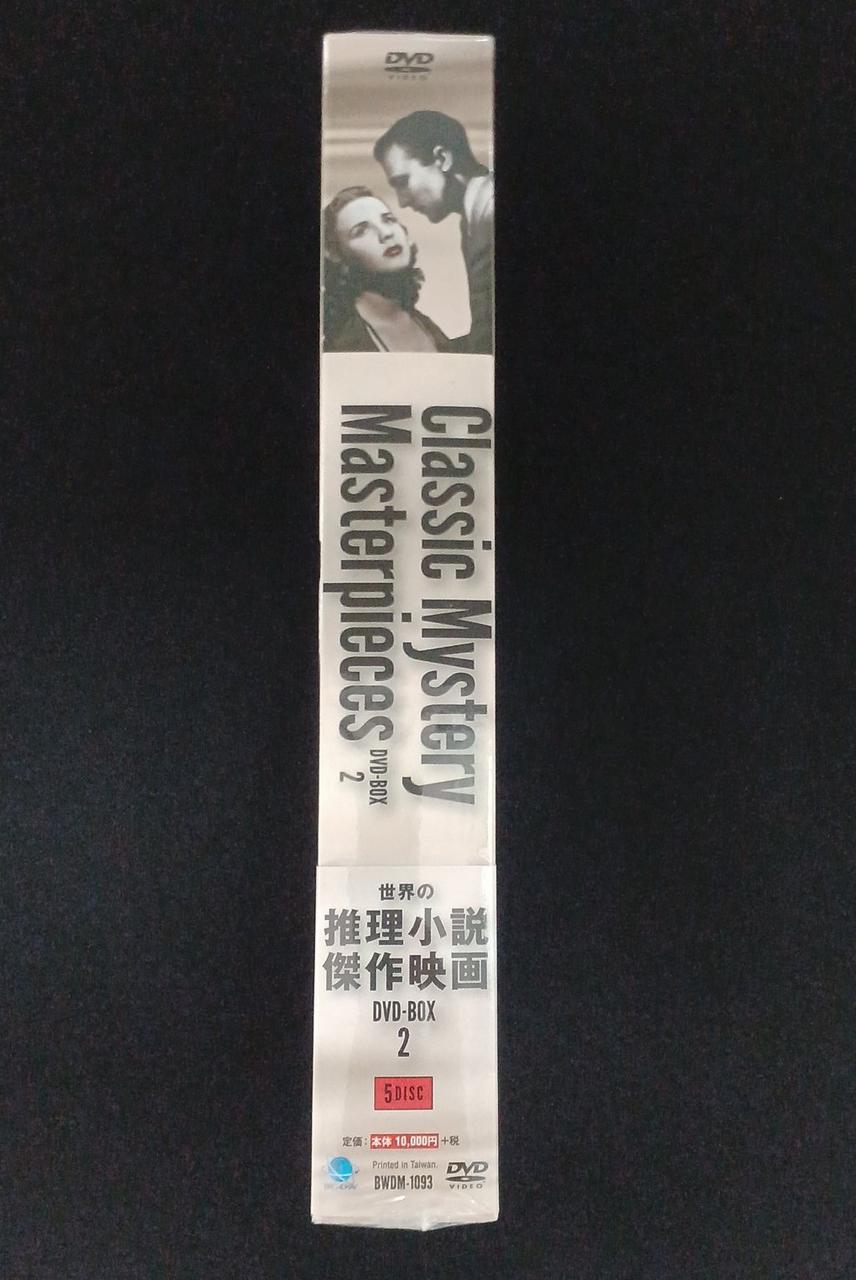 DVD
VIDEO
Classic Mystery
Masterpieces
DVD-BOX
2
世界の
推理小説
傑作映画
DVD-BOX
2
5DISC
定価：本体 10,000円+税
Printed in Taiwan.
BWDM-1093
DVD
VIDEO